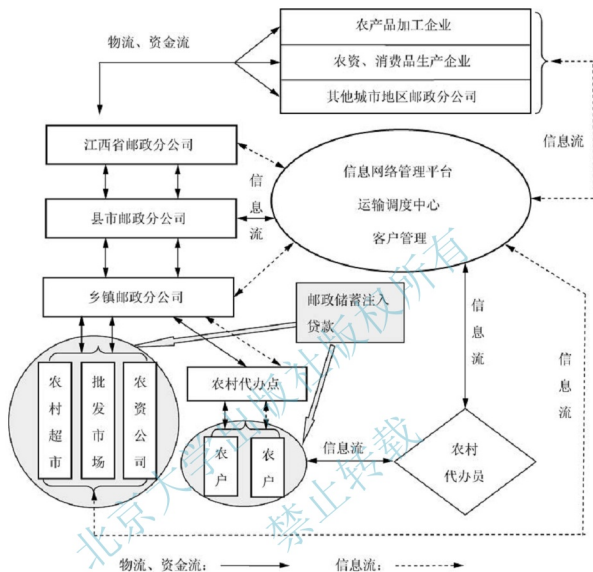 农产品加工企业
物流、资金流
农资、消费品生产企业
其他城市地区邮政分公司
江西省邮政分公司
信息流
信息网络管理平台
信息流
县市邮政分公司
运输调度中心
客户管理
乡镇邮政分公司
邮政储蓄注入
贷款
信息流
信息流
农村代办点
农村超市
批发市场
农资公司
农户
农户
信息流
农村
代办员
物流、资金流：
信息流：
北京大学出版社版权所有
禁止转载